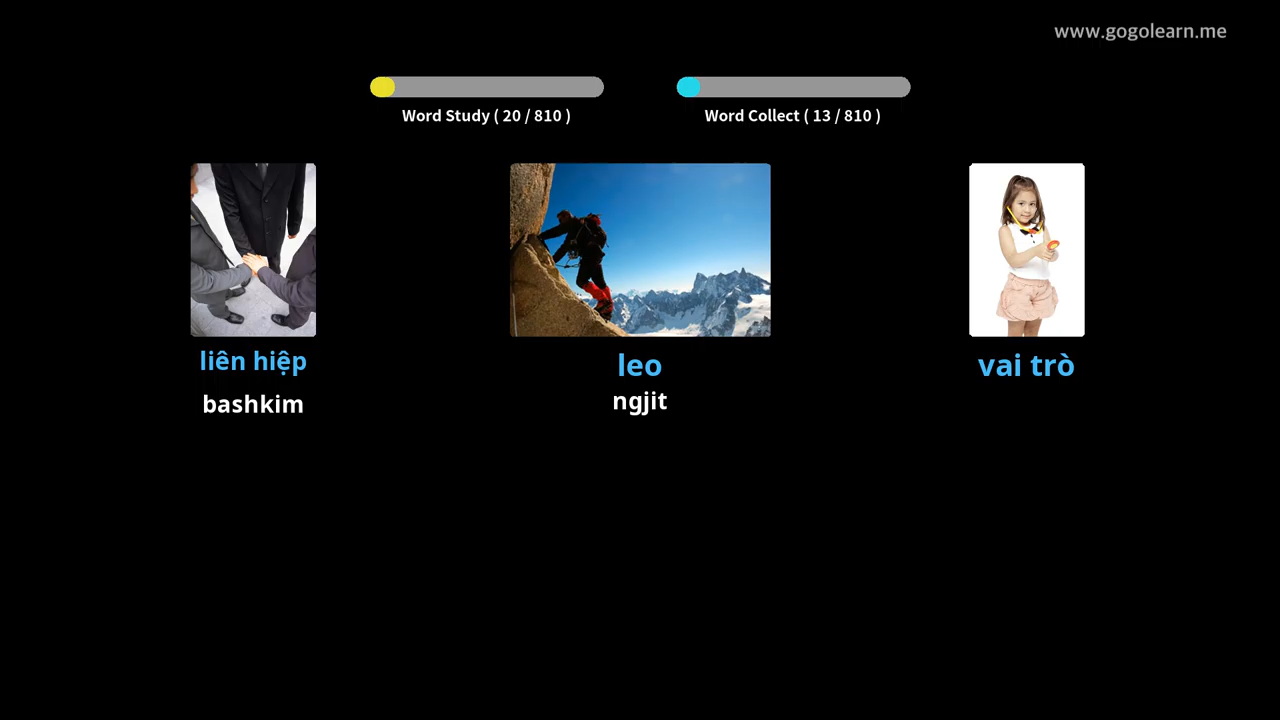 www.gogolearn.me
Word Study ( 20 / 810 )
Word Collect ( 13 / 810 )
liên hiệp
bashkim
leo
ngjit
vai trò